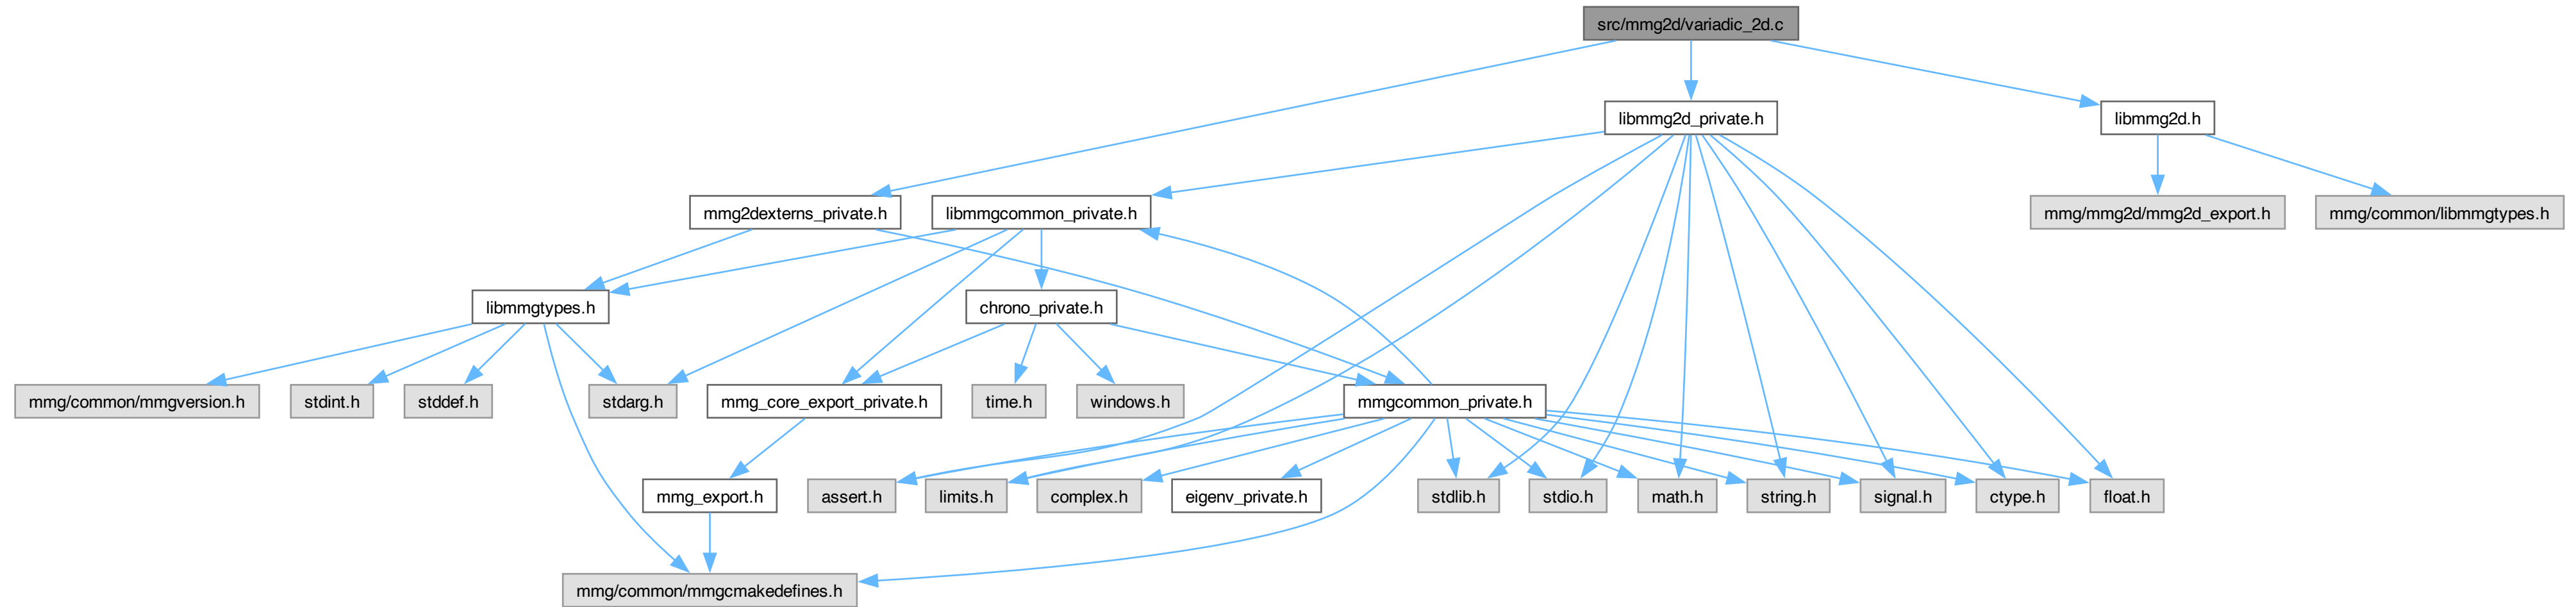 src/mmg2d/variadic_2d.c
libmmg2d_private.h
libmmg2d.h
mmg2dexterns_private.h
libmmgcommon_private.h
mmg/mmg2d/mmg2d_export.h
mmg/common/libmmgtypes.h
libmmgtypes.h
chrono_private.h
mmg/common/mmgversion.h
stdint.h
stddef.h
stdarg.h
mmg_core_export_private.h
time.h
windows.h
mmgcommon_private.h
mmg_export.h
assert.h
limits.h
complex.h
eigenv_private.h
stdlib.h
stdio.h
math.h
string.h
signal.h
ctype.h
float.h
mmg/common/mmgcmakedefines.h